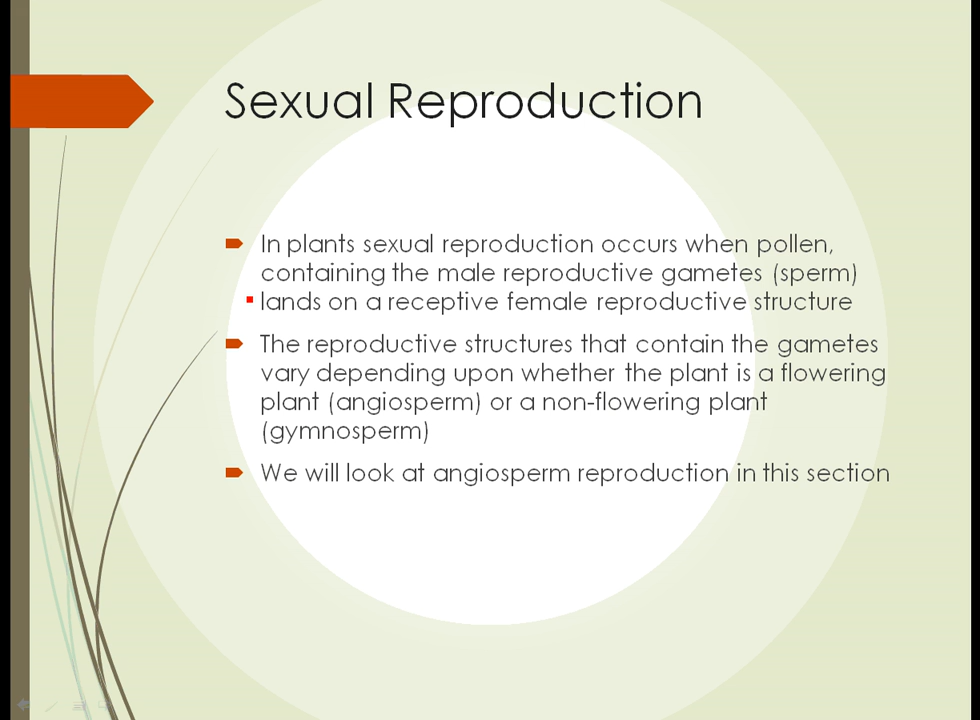 Sexual Reproduction
In plants sexual reproduction occurs when pollen,
containing the male reproductive gametes (sperm)
lands on a receptive female reproductive structure
The reproductive structures that contain the gametes
vary depending upon whether the plant is a flowering
plant (angiosperm) or a non-flowering plant
(gymnosperm)
We will look at angiosperm reproduction in this section